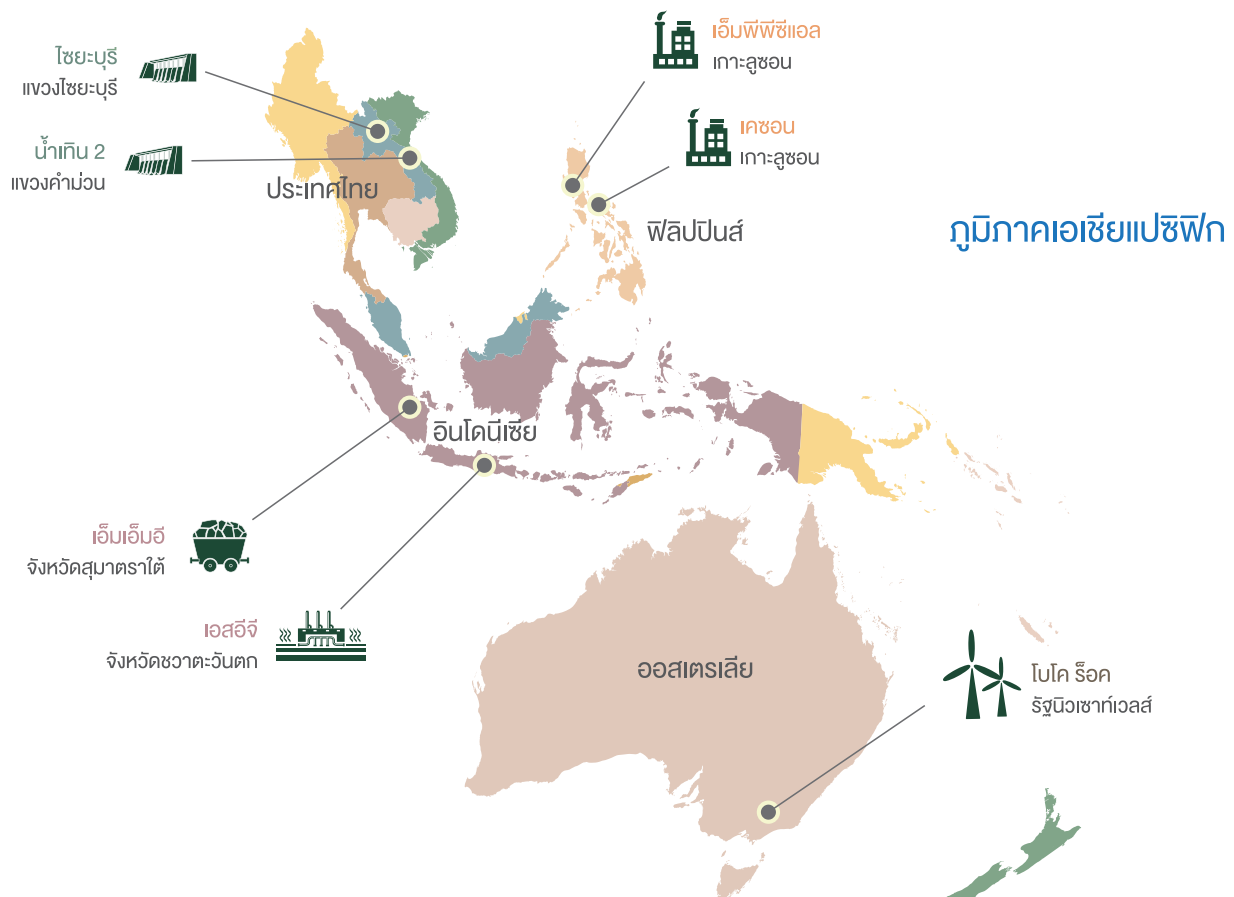 ไซยะบุรี
แขวงไซยะบุรี
น้ำเทิน 2
แขวงคำม่วน
ประเทศไทย
เอ็มพีพีซีแอล
เกาะลูซอน
เคซอน
เกาะลูซอน
ฟิลิปปินส์
ภูมิภาคเอเชียแปซิฟิก
อินโดนีเซีย
เอ็มเอ็มอี
จังหวัดสุมาตราใต้
เอสอีจี
จังหวัดชวาตะวันตก
ออสเตรเลีย
โบโค ร็อค
รัฐนิวเซาท์เวลส์